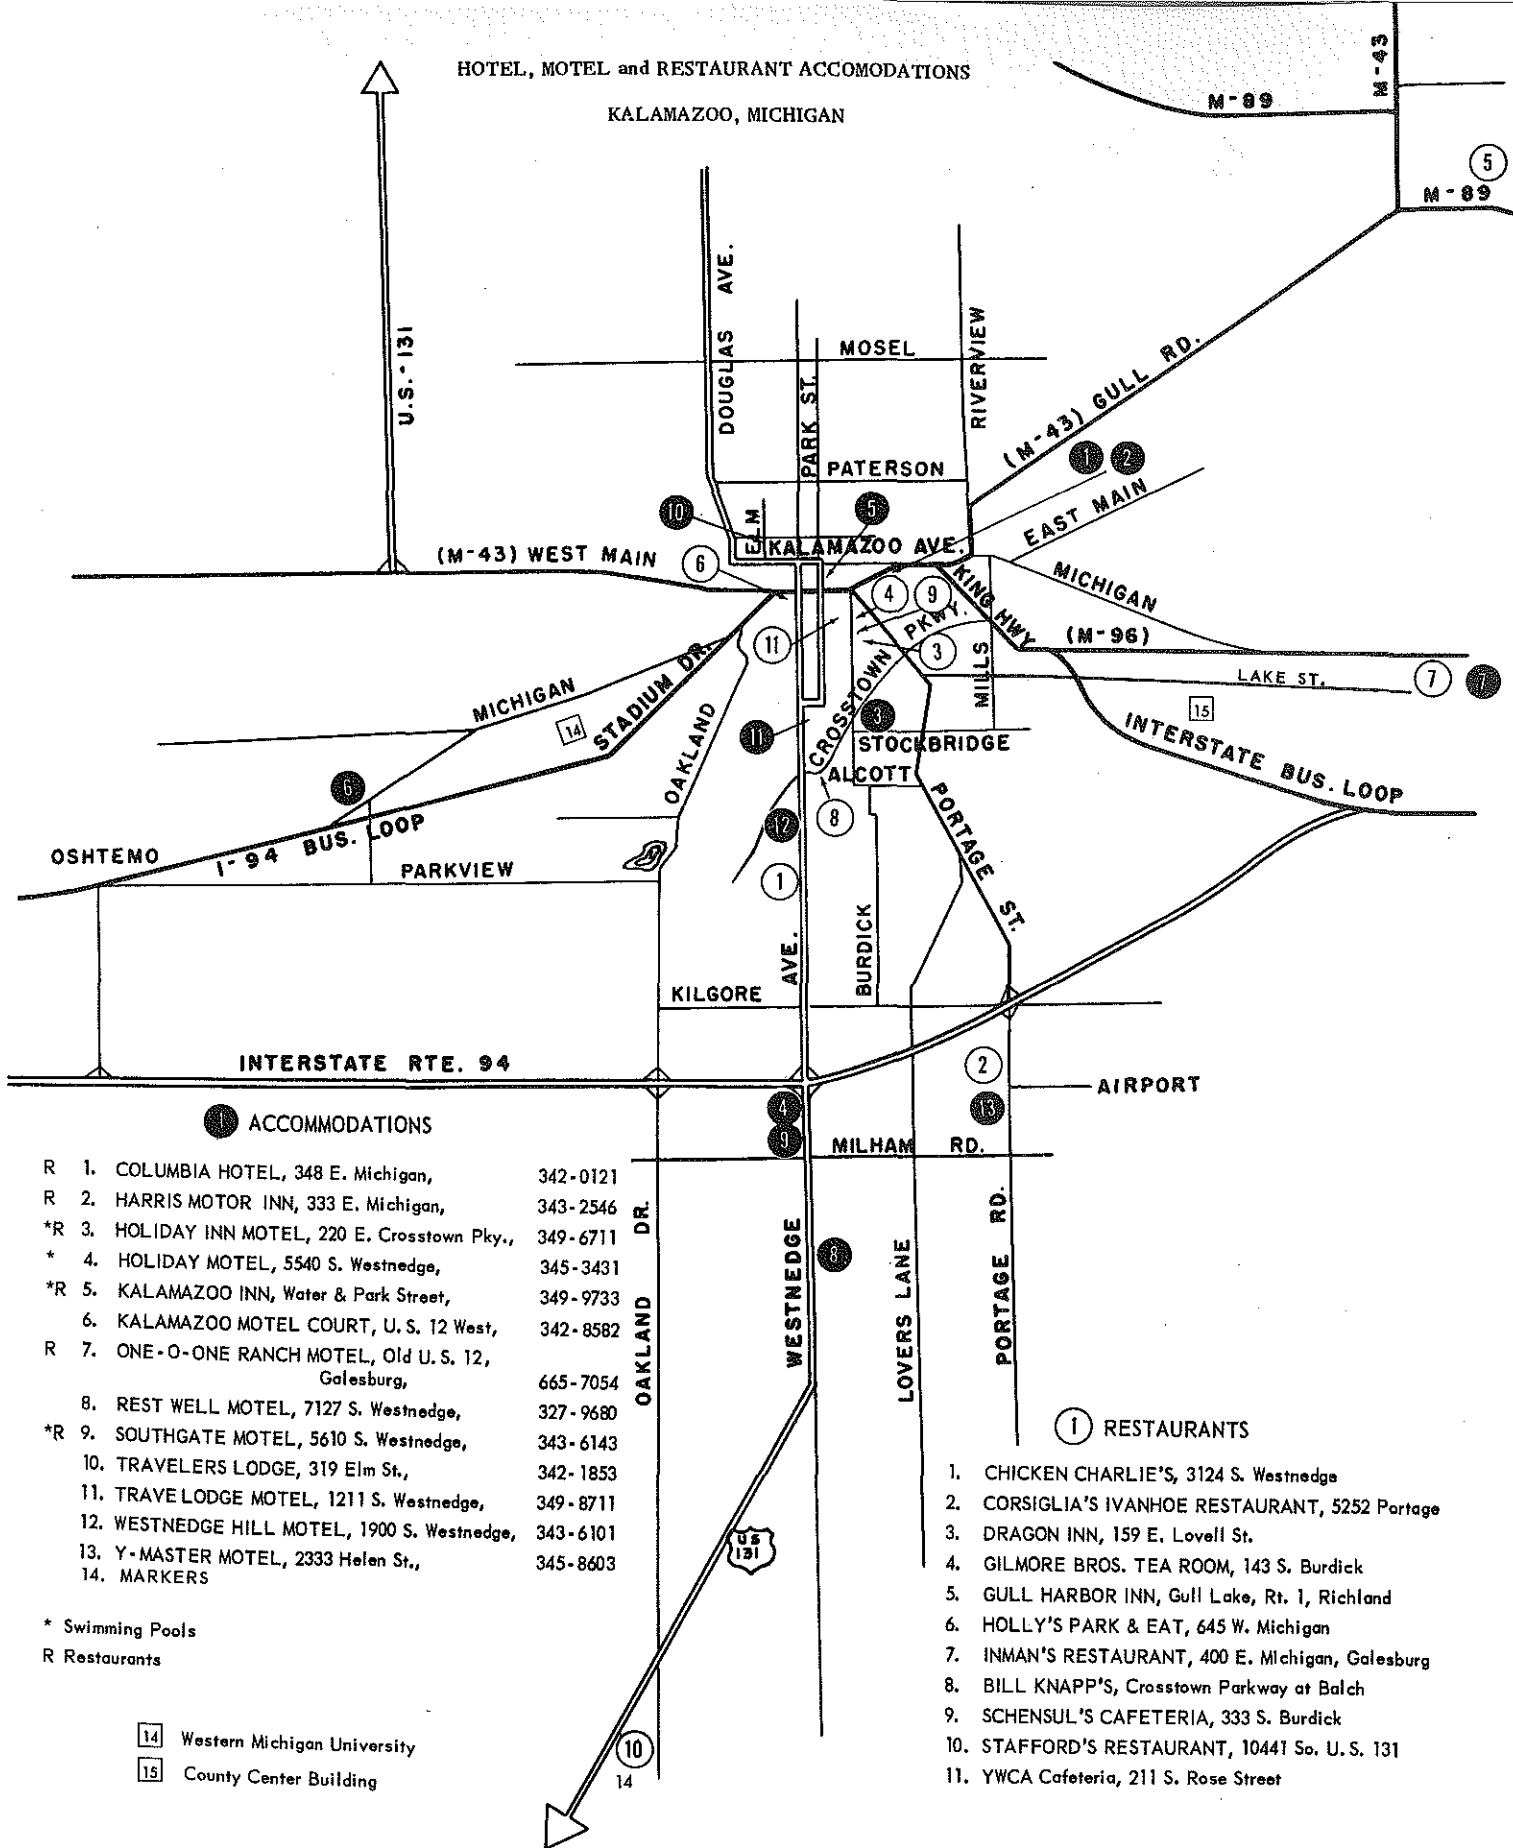 HOTEL, MOTEL and RESTAURANT ACCOMODATIONS
KALAMAZOO, MICHIGAN
M-43
M-89
5
M-89
U.S.-131
DOUGLAS AVE.
PARK ST.
MOSEL
RIVERVIEW
(M-43) GULL RD.
1
2
PATERSON
EAST MAIN
10
ELM
5
KALAMAZOO AVE.
(M-43) WEST MAIN
6
4
9
KING HWY
MICHIGAN
PKWY.
11
3
(M-96)
MILLS
LAKE ST.
7
7
MICHIGAN
STADIUM DR.
14
OAKLAND
11
CROSSTOWN
3
STOCKBRIDGE
15
INTERSTATE BUS. LOOP
ALCOTT
6
12
8
PORTAGE ST.
OSHTEMO
I-94 BUS. LOOP
PARKVIEW
1
AVE.
BURDICK
KILGORE
INTERSTATE RTE. 94
2
AIRPORT
4
13
9
MILHAM RD.
OAKLAND DR.
WESTNEDGE
8
LOVERS LANE
PORTAGE RD.
1 ACCOMMODATIONS
R 1. COLUMBIA HOTEL, 348 E. Michigan, 342-0121
R 2. HARRIS MOTOR INN, 333 E. Michigan, 343-2546
*R 3. HOLIDAY INN MOTEL, 220 E. Crosstown Pky., 349-6711
* 4. HOLIDAY MOTEL, 5540 S. Westnedge, 345-3431
*R 5. KALAMAZOO INN, Water & Park Street, 349-9733
6. KALAMAZOO MOTEL COURT, U.S. 12 West, 342-8582
R 7. ONE-O-ONE RANCH MOTEL, Old U.S. 12,
Galesburg, 665-7054
8. REST WELL MOTEL, 7127 S. Westnedge, 327-9680
*R 9. SOUTHGATE MOTEL, 5610 S. Westnedge, 343-6143
10. TRAVELERS LODGE, 319 Elm St., 342-1853
11. TRAVELODGE MOTEL, 1211 S. Westnedge, 349-8711
12. WESTNEDGE HILL MOTEL, 1900 S. Westnedge, 343-6101
13. Y-MASTER MOTEL, 2333 Helen St., 345-8603
14. MARKERS
* Swimming Pools
R Restaurants
14 Western Michigan University
15 County Center Building
US
131
10
14
1 RESTAURANTS
1. CHICKEN CHARLIE'S, 3124 S. Westnedge
2. CORSIGLIA'S IVANHOE RESTAURANT, 5252 Portage
3. DRAGON INN, 159 E. Lovell St.
4. GILMORE BROS. TEA ROOM, 143 S. Burdick
5. GULL HARBOR INN, Gull Lake, Rt. 1, Richland
6. HOLLY'S PARK & EAT, 645 W. Michigan
7. INMAN'S RESTAURANT, 400 E. Michigan, Galesburg
8. BILL KNAPP'S, Crosstown Parkway at Balch
9. SCHENSUL'S CAFETERIA, 333 S. Burdick
10. STAFFORD'S RESTAURANT, 10441 So. U.S. 131
11. YWCA Cafeteria, 211 S. Rose Street